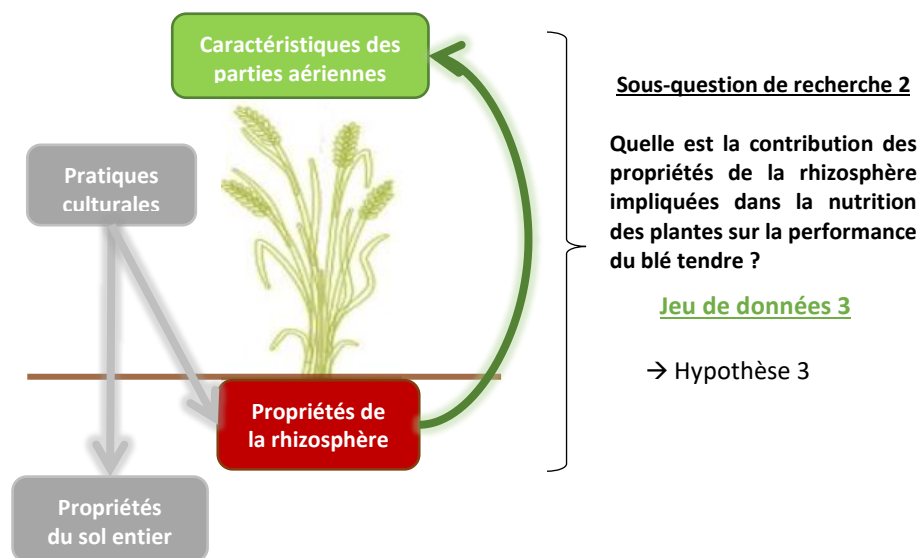 Caractéristiques des
parties aériennes
Pratiques
culturales
Propriétés de
la rhizosphère
Propriétés
du sol entier
Sous-question de recherche 2
Quelle est la contribution des
propriétés de la rhizosphère
impliquées dans la nutrition
des plantes sur la performance
du blé tendre ?
Jeu de données 3
→ Hypothèse 3